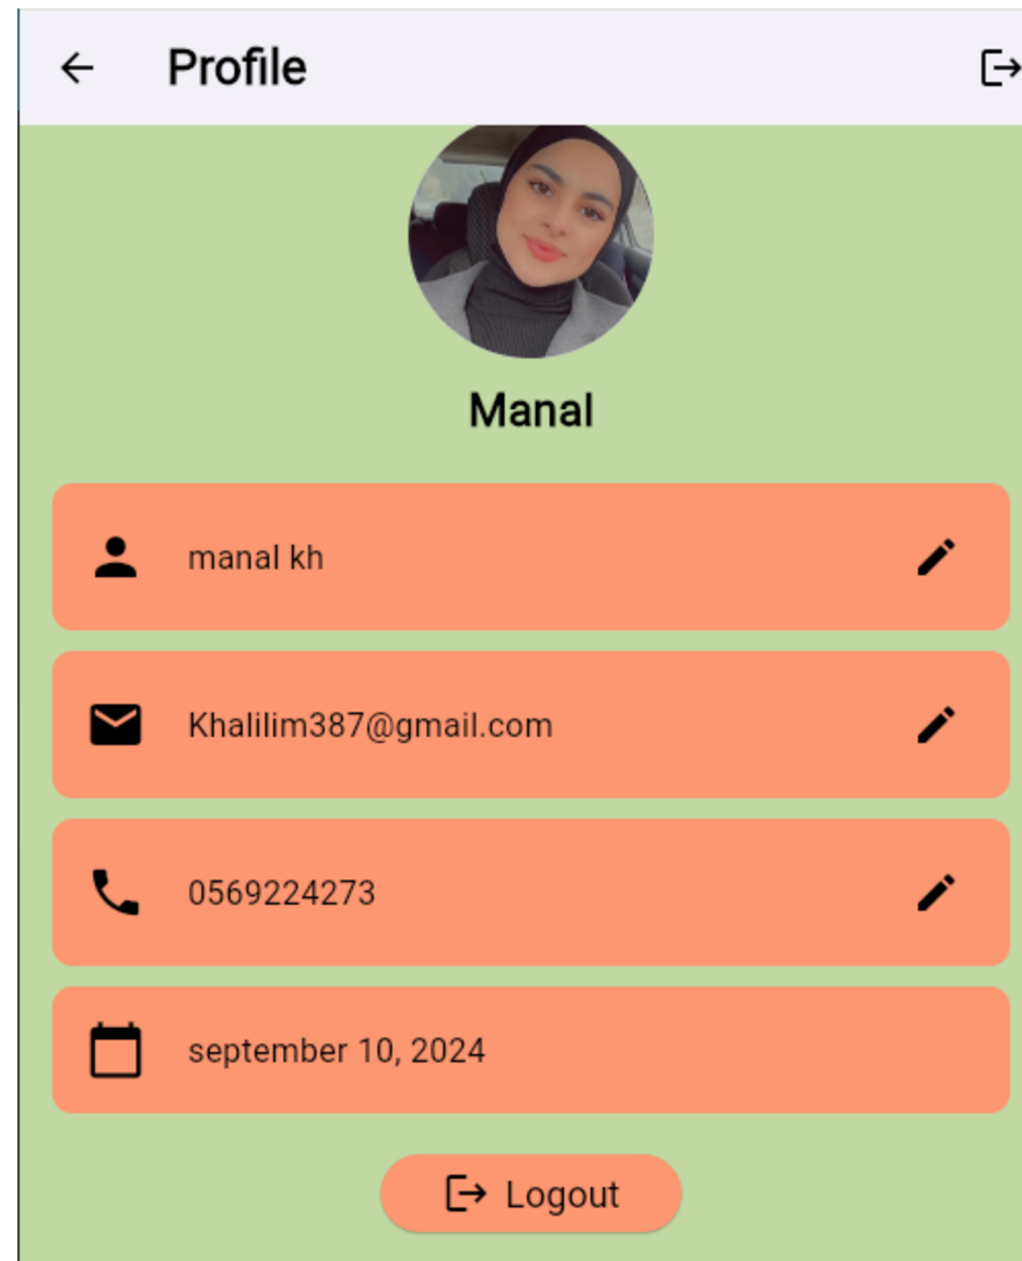 Profile
Manal
manal kh
Khalilim387@gmail.com
0569224273
september 10, 2024
Logout